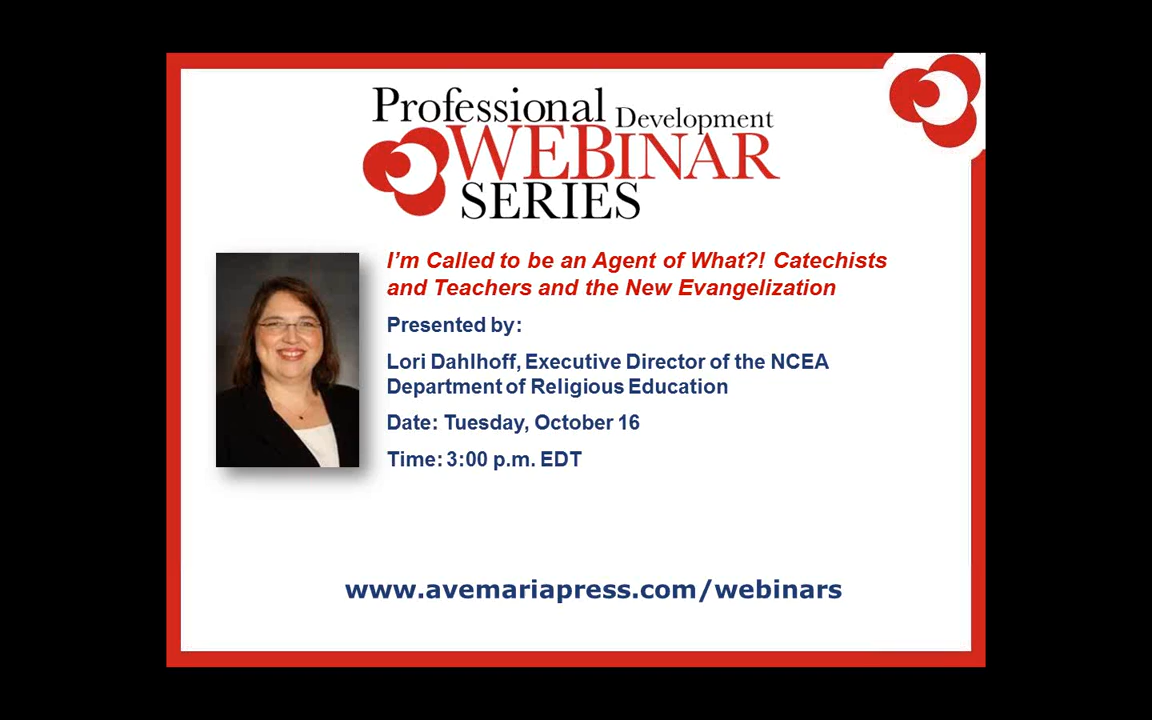 Professional Development
WEBINAR
SERIES
I'm Called to be an Agent of What?! Catechists
and Teachers and the New Evangelization
Presented by:
Lori Dahlhoff, Executive Director of the NCEA
Department of Religious Education
Date: Tuesday, October 16
Time: 3:00 p.m. EDT
www.avemariapress.com/webinars